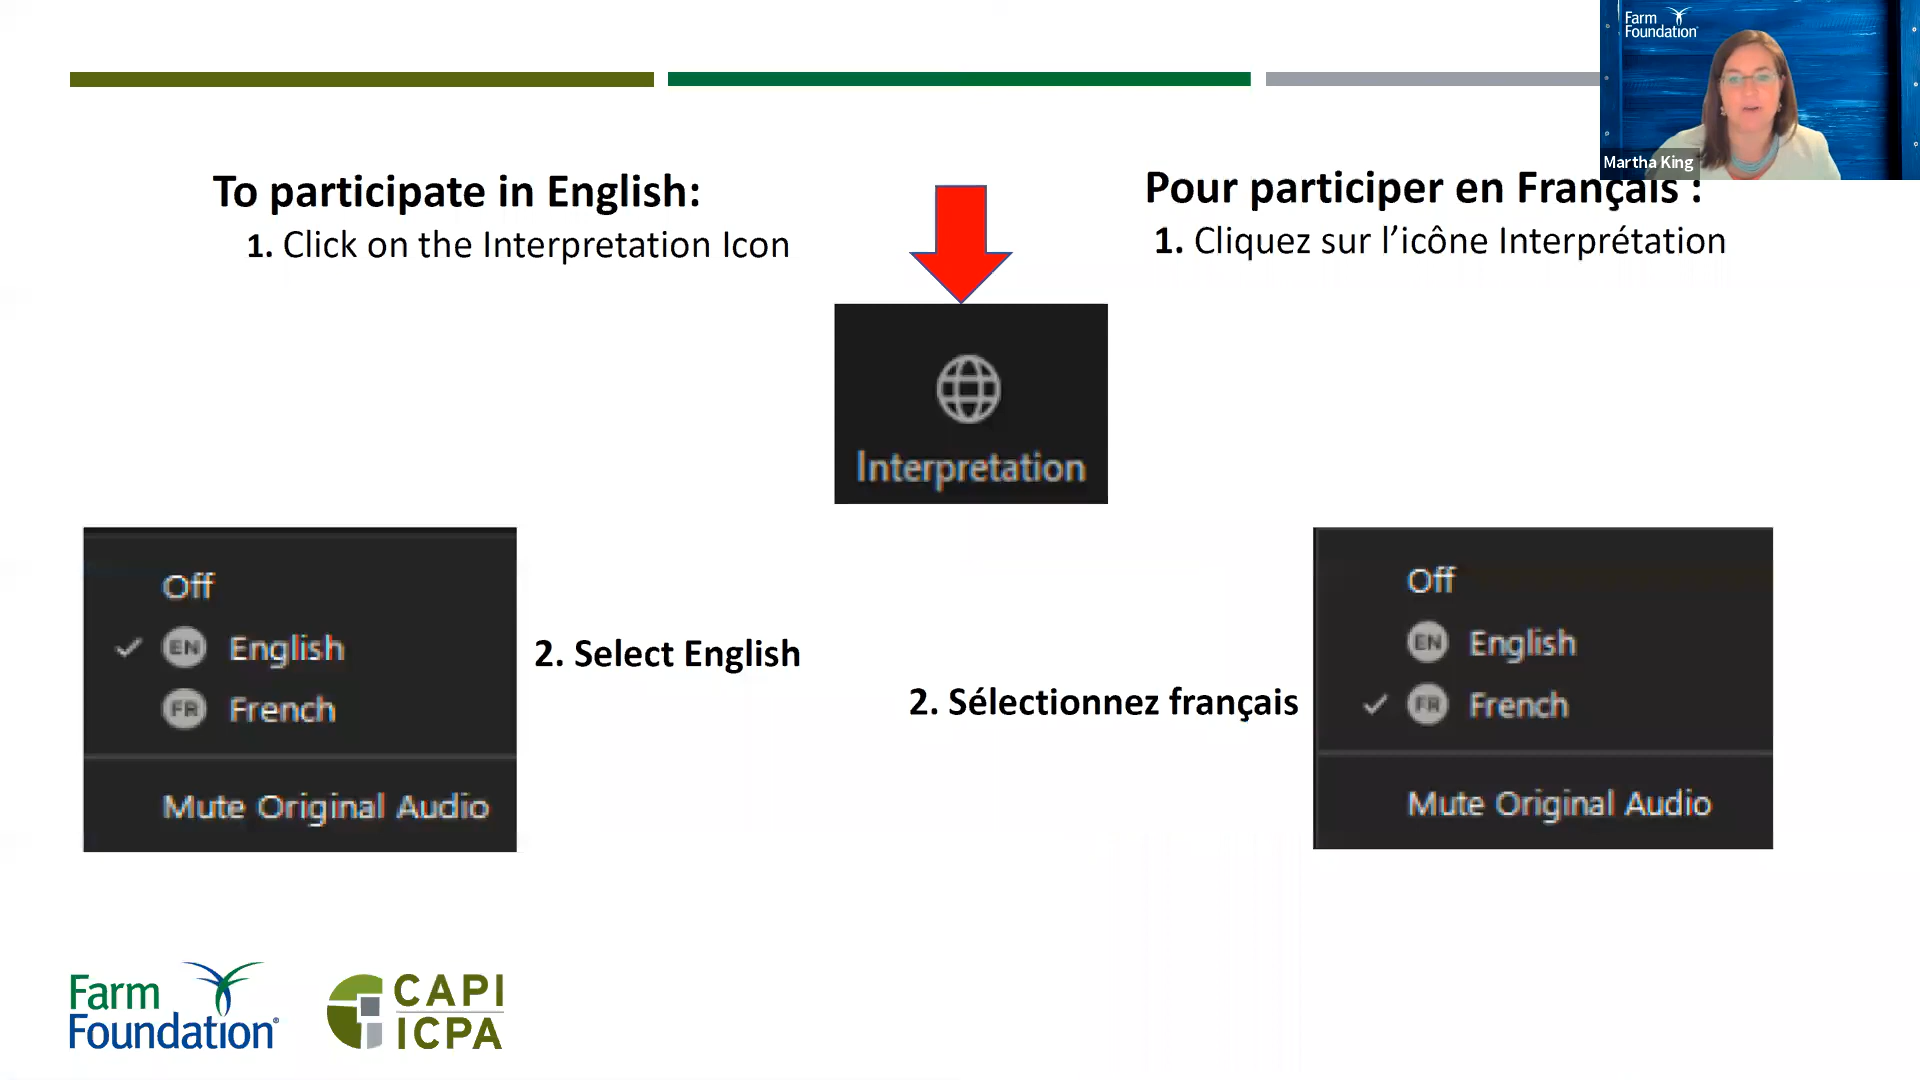 Farm
Foundation
Martha King
To participate in English:
1. Click on the Interpretation Icon
Pour participer en Français :
1. Cliquez sur l’icône Interprétation
Interpretation
Off
EN English
FR French
Mute Original Audio
2. Select English
2. Sélectionnez français
Off
EN English
FR French
Mute Original Audio
Farm
Foundation®
CAPI
ICPA